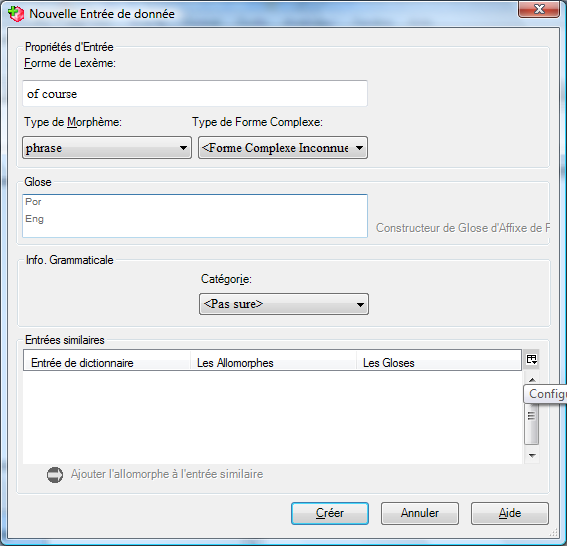 Nouvelle Entrée de donnée
Propriétés d'Entrée
Forme de Lexème:
of course
Type de Morphème: Type de Forme Complexe:
phrase <Forme Complexe Inconnue
Glose
Por
Eng
Constructeur de Glose d'Affixe de F
Info. Grammaticale
Catégorie:
<Pas sure>
Entrées similaires
Entrée de dictionnaire Les Allomorphes Les Gloses
Configu
Ajouter l'allomorphe à l'entrée similaire
Créer Annuler Aide